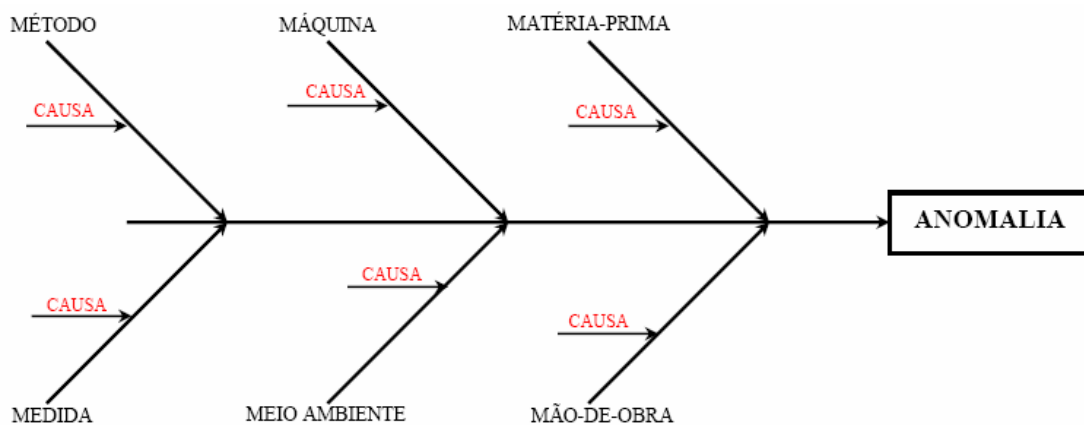 MÉTODO
MÁQUINA
MATÉRIA-PRIMA
CAUSA
CAUSA
CAUSA
ANOMALIA
CAUSA
CAUSA
CAUSA
MEDIDA
MEIO AMBIENTE
MÃO-DE-OBRA